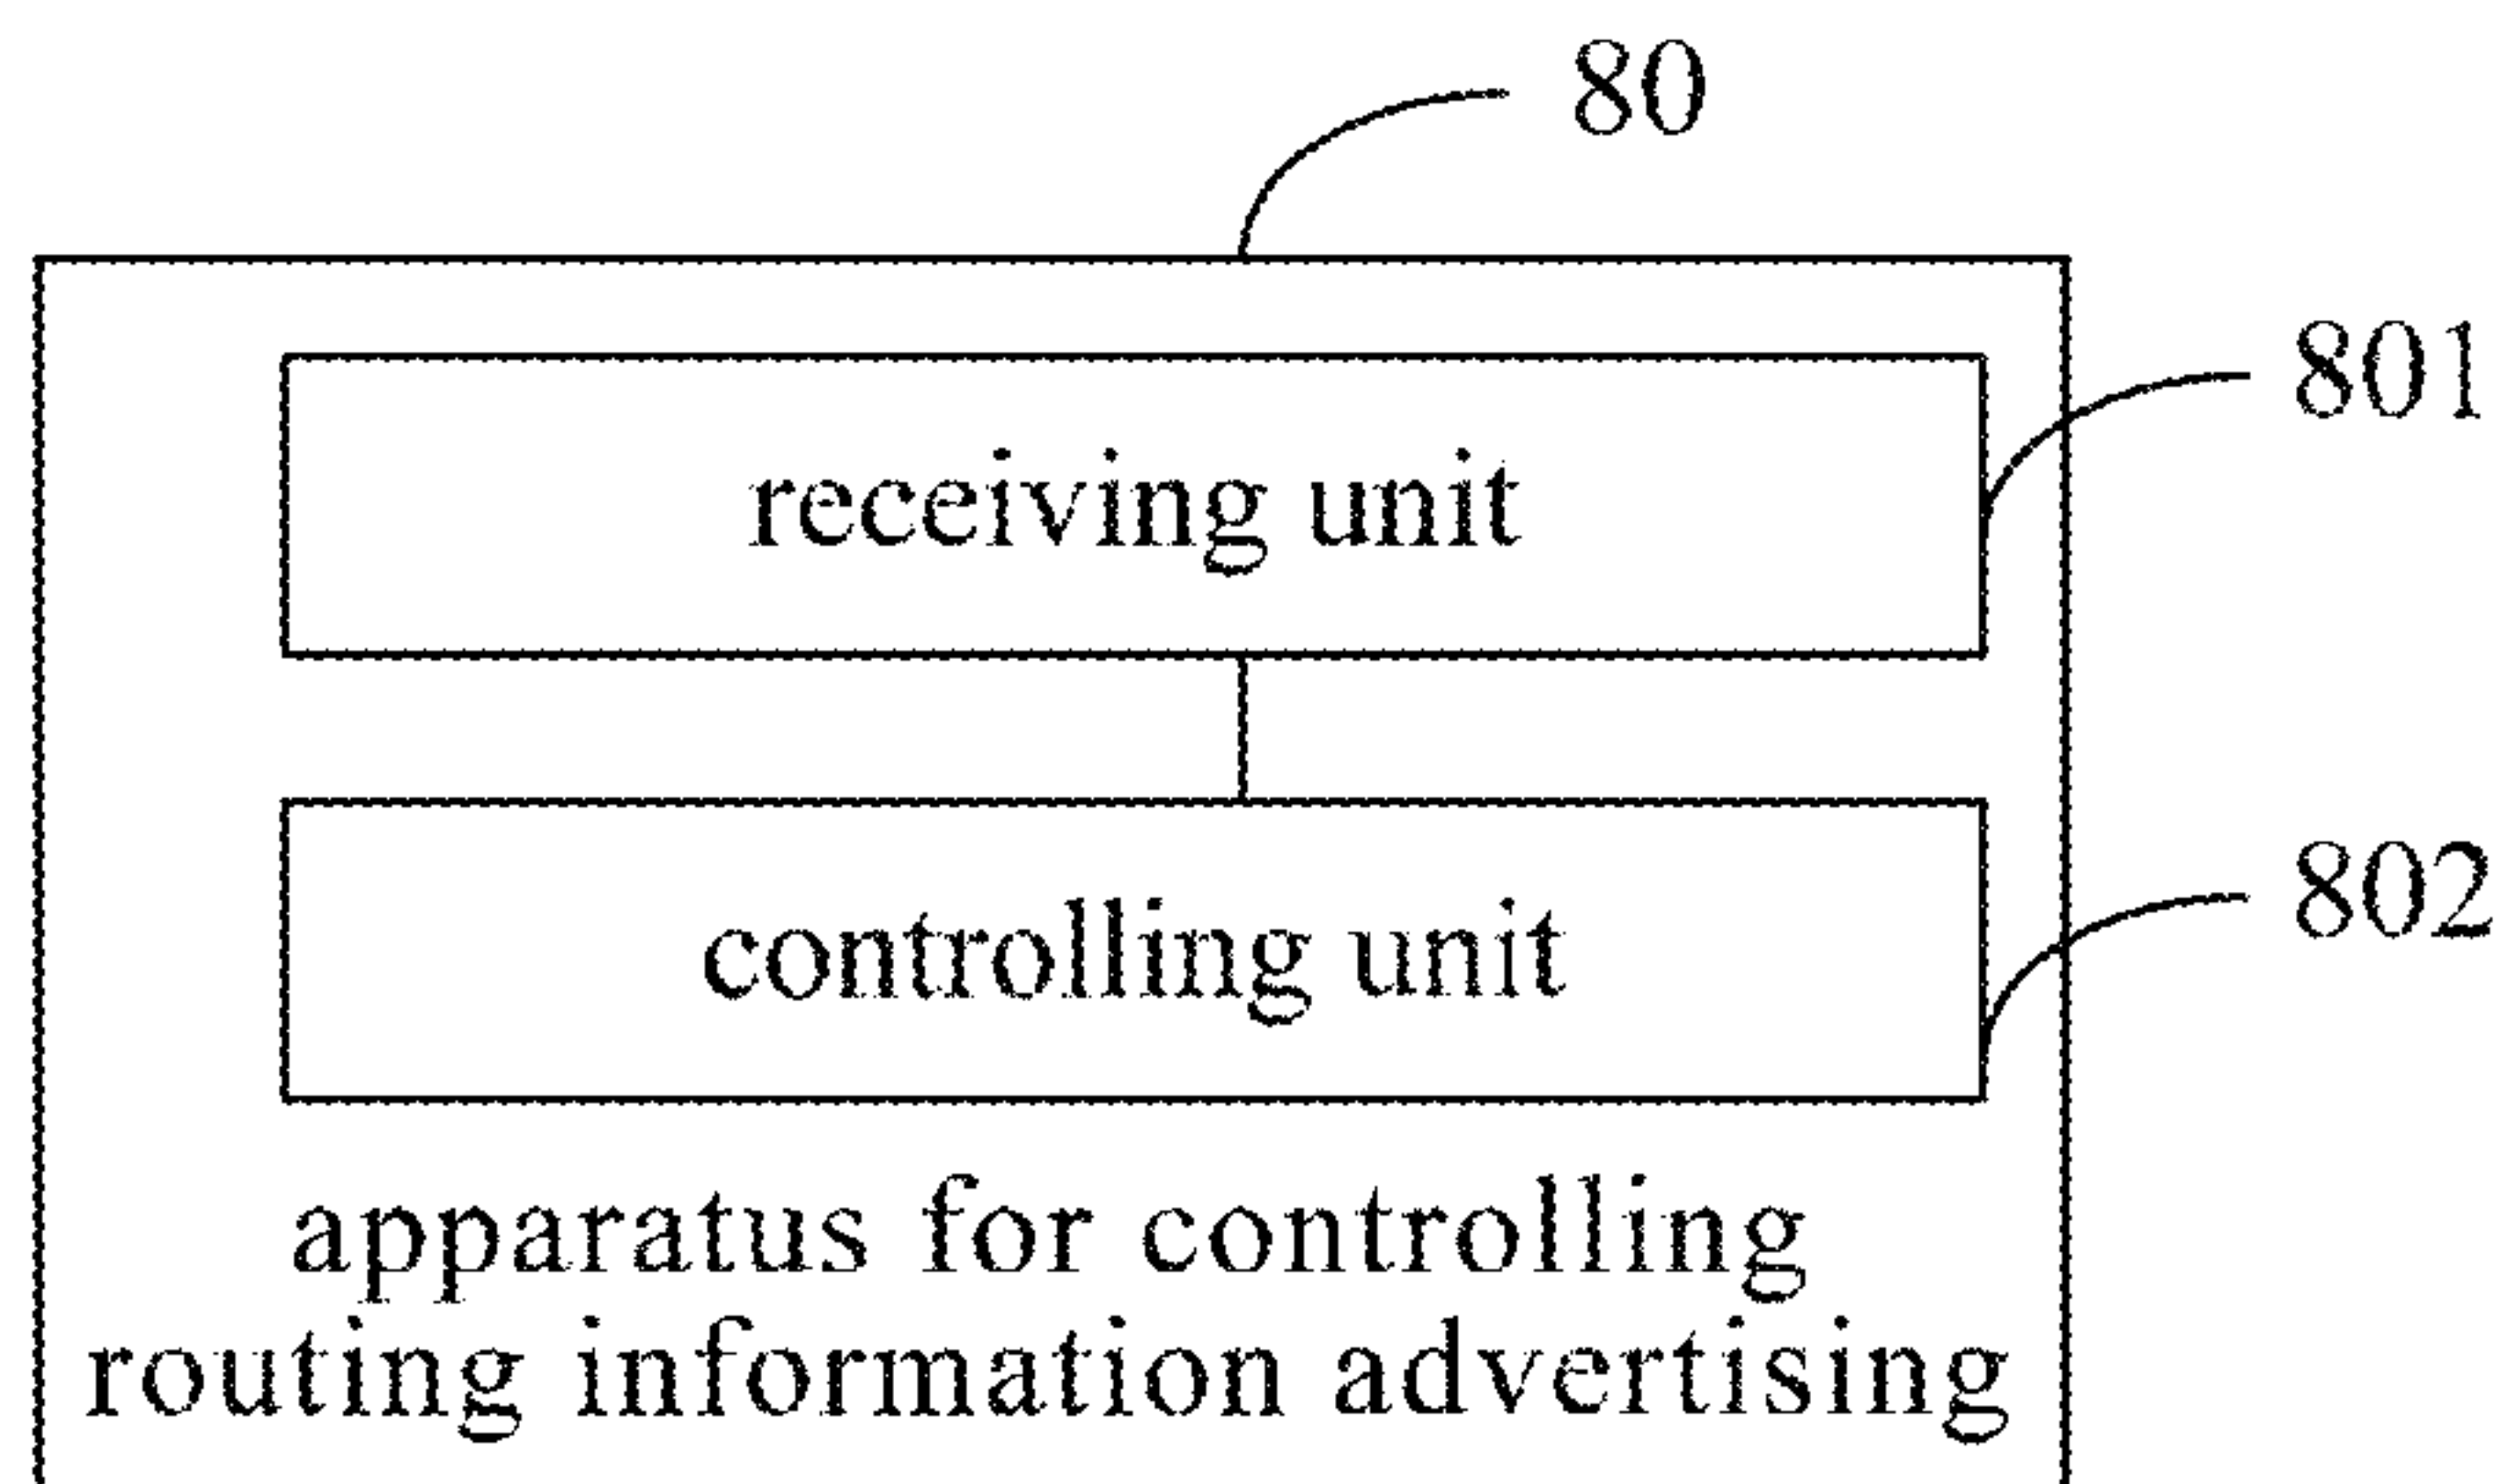 80
801
receiving unit
802
controlling unit
apparatus for controlling
routing information advertising